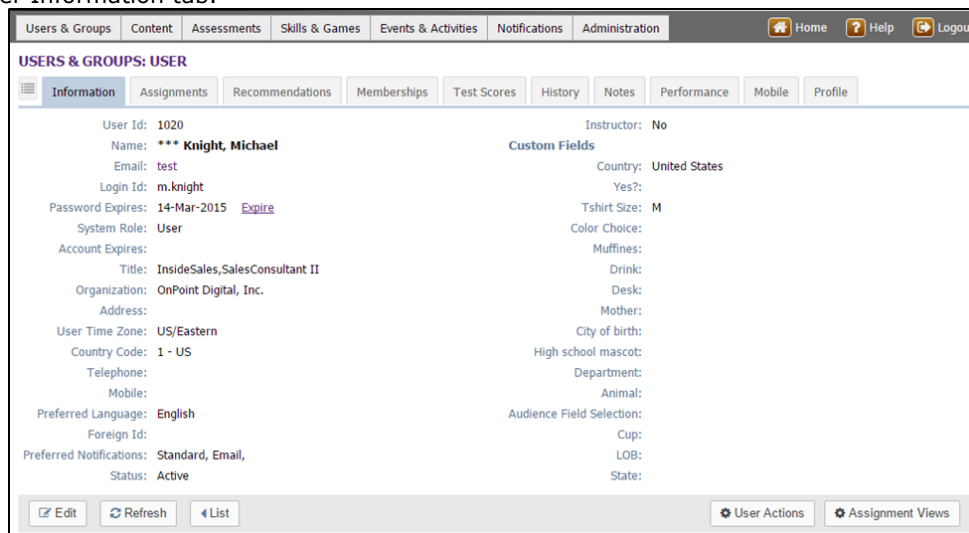 er Information tab.
Users & Groups Content Assessments Skills & Games Events & Activities Notifications Administration Home Help Logou
USERS & GROUPS: USER
Information Assignments Recommendations Memberships Test Scores History Notes Performance Mobile Profile
User Id: 1020 Instructor: No
Name: *** Knight, Michael Custom Fields
Email: test Country: United States
Login Id: m.knight Yes?:
Password Expires: 14-Mar-2015 Expire Tshirt Size: M
System Role: User Color Choice:
Account Expires: Muffines:
Title: InsideSales,SalesConsultant II Drink:
Organization: OnPoint Digital, Inc. Desk:
Address: Mother:
User Time Zone: US/Eastern City of birth:
Country Code: 1 - US High school mascot:
Telephone: Department:
Mobile: Animal:
Preferred Language: English Audience Field Selection:
Foreign Id: Cup:
Preferred Notifications: Standard, Email, LOB:
Status: Active State:
Edit Refresh List User Actions Assignment Views